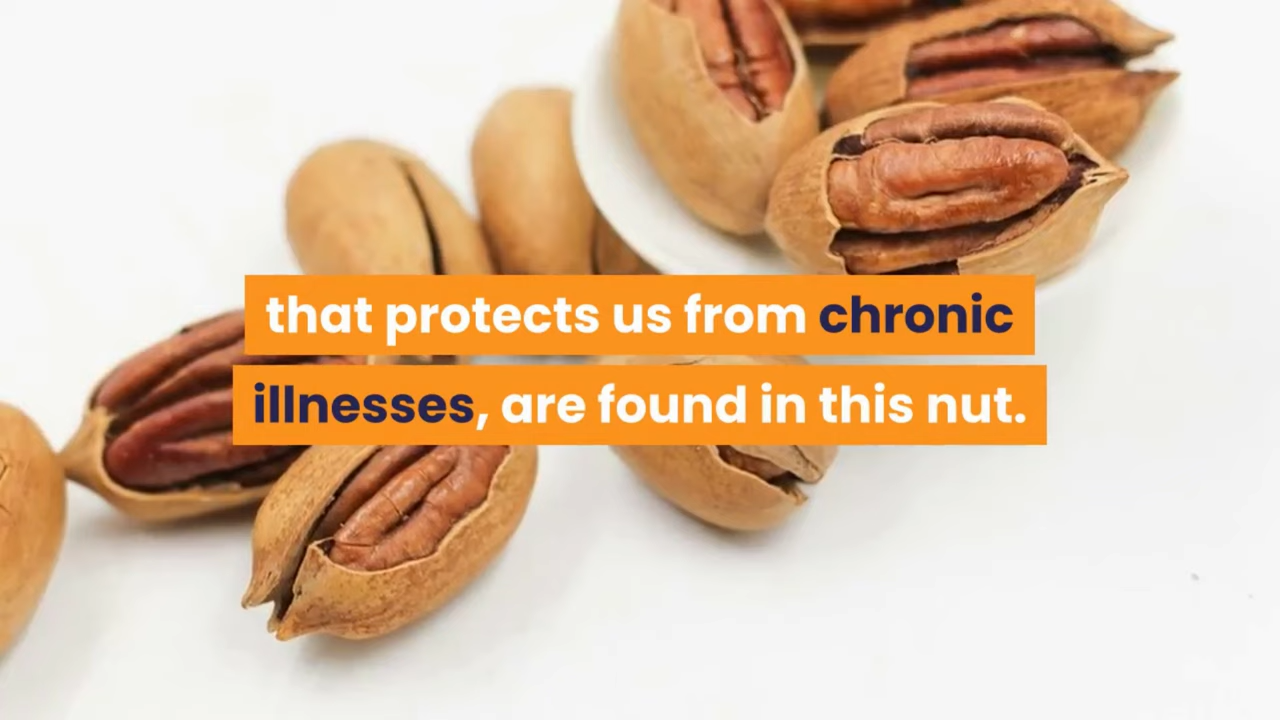 that protects us from chronic
illnesses, are found in this nut.